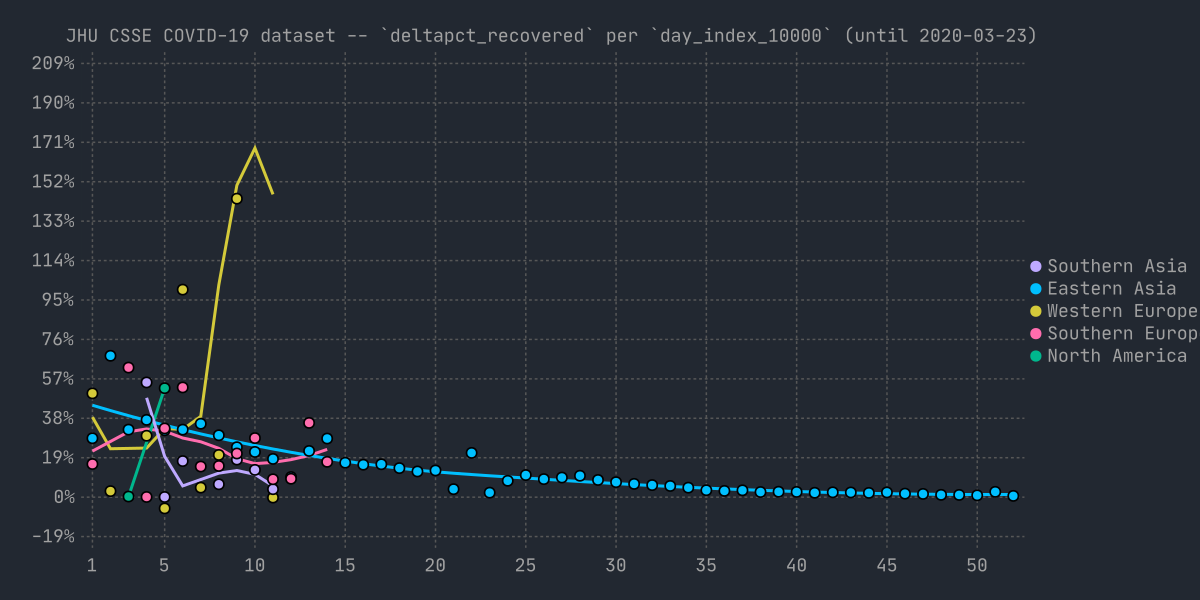 JHU CSSE COVID-19 dataset -- `deltapct_recovered` per `day_index_10000` (until 2020-03-23)
209%
190%
171%
152%
133%
114%
95%
76%
57%
38%
19%
0%
-19%
1 5 10 15 20 25 30 35 40 45 50
Southern Asia
Eastern Asia
Western Europe
Southern Europ
North America